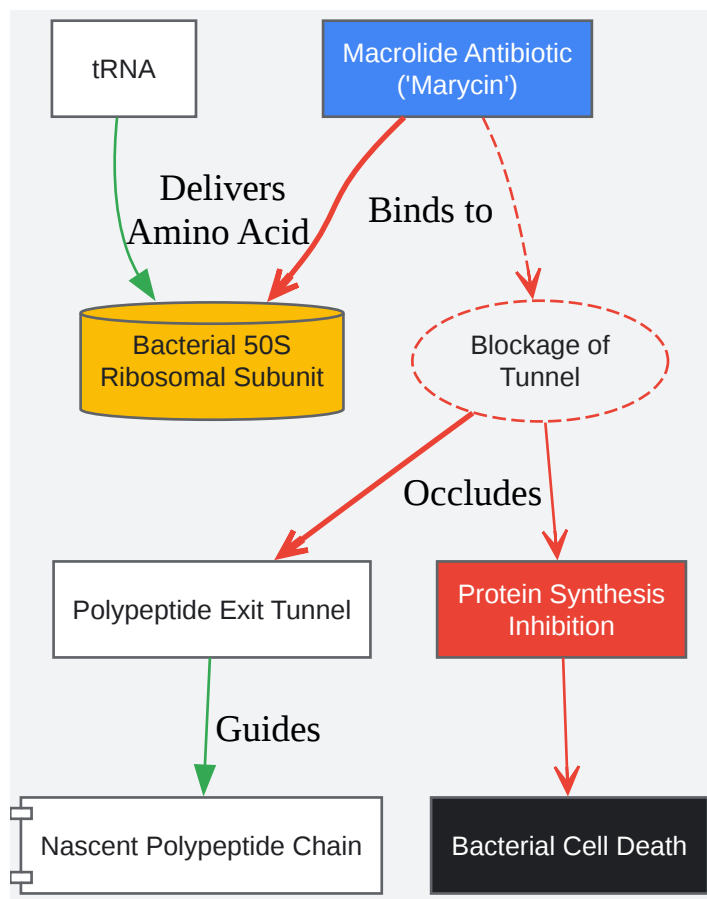 tRNA
Macrolide Antibiotic
('Marycin')
Delivers
Amino Acid
Binds to
Bacterial 50S
Ribosomal Subunit
Blockage of
Tunnel
Occludes
Polypeptide Exit Tunnel
Protein Synthesis
Inhibition
Guides
Nascent Polypeptide Chain
Bacterial Cell Death